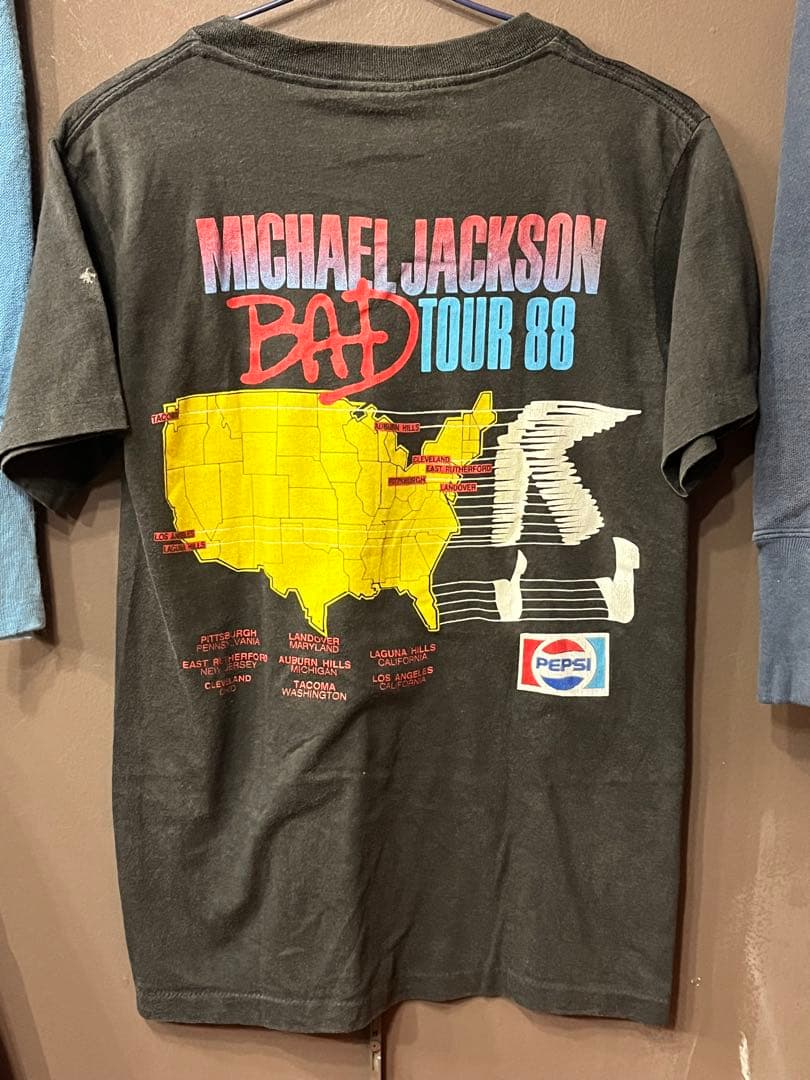 MICHAEL JACKSON
BAD TOUR 88
TACOMA
AUBURN HILLS
CLEVELAND
EAST RUTHERFORD
PITTSBURGH
LANDOVER
LOS ANGELES
LAGUNA HILLS
PITTSBURGH
PENNSYLVANIA
LANDOVER
MARYLAND
LAGUNA HILLS
CALIFORNIA
EAST RUTHERFORD
NEW JERSEY
AUBURN HILLS
MICHIGAN
LOS ANGELES
CALIFORNIA
CLEVELAND
OHIO
TACOMA
WASHINGTON
PEPSI